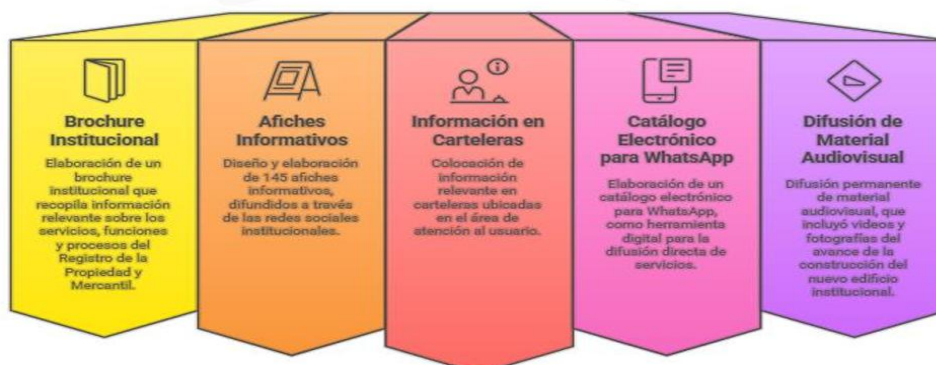 Brochure
Institucional
Elaboración de un
brochure
institucional que
recopila información
relevante sobre los
servicios, funciones
y procesos del
Registro de la
Propiedad y
Mercantil.
Afiches
Informativos
Diseño y elaboración
de 145 afiches
informativos,
difundidos a través
de las redes sociales
institucionales.
Información en
Carteleras
Colocación de
información
relevante en
carteleras ubicadas
en el área de
atención al usuario.
Catálogo
Electrónico
para WhatsApp
Elaboración de un
catálogo electrónico
para WhatsApp,
como herramienta
digital para la
difusión directa de
servicios.
Difusión de
Material
Audiovisual
Difusión permanente
de material
audiovisual, que
incluyó videos y
fotografías del
avance de la
construcción del
nuevo edificio
institucional.